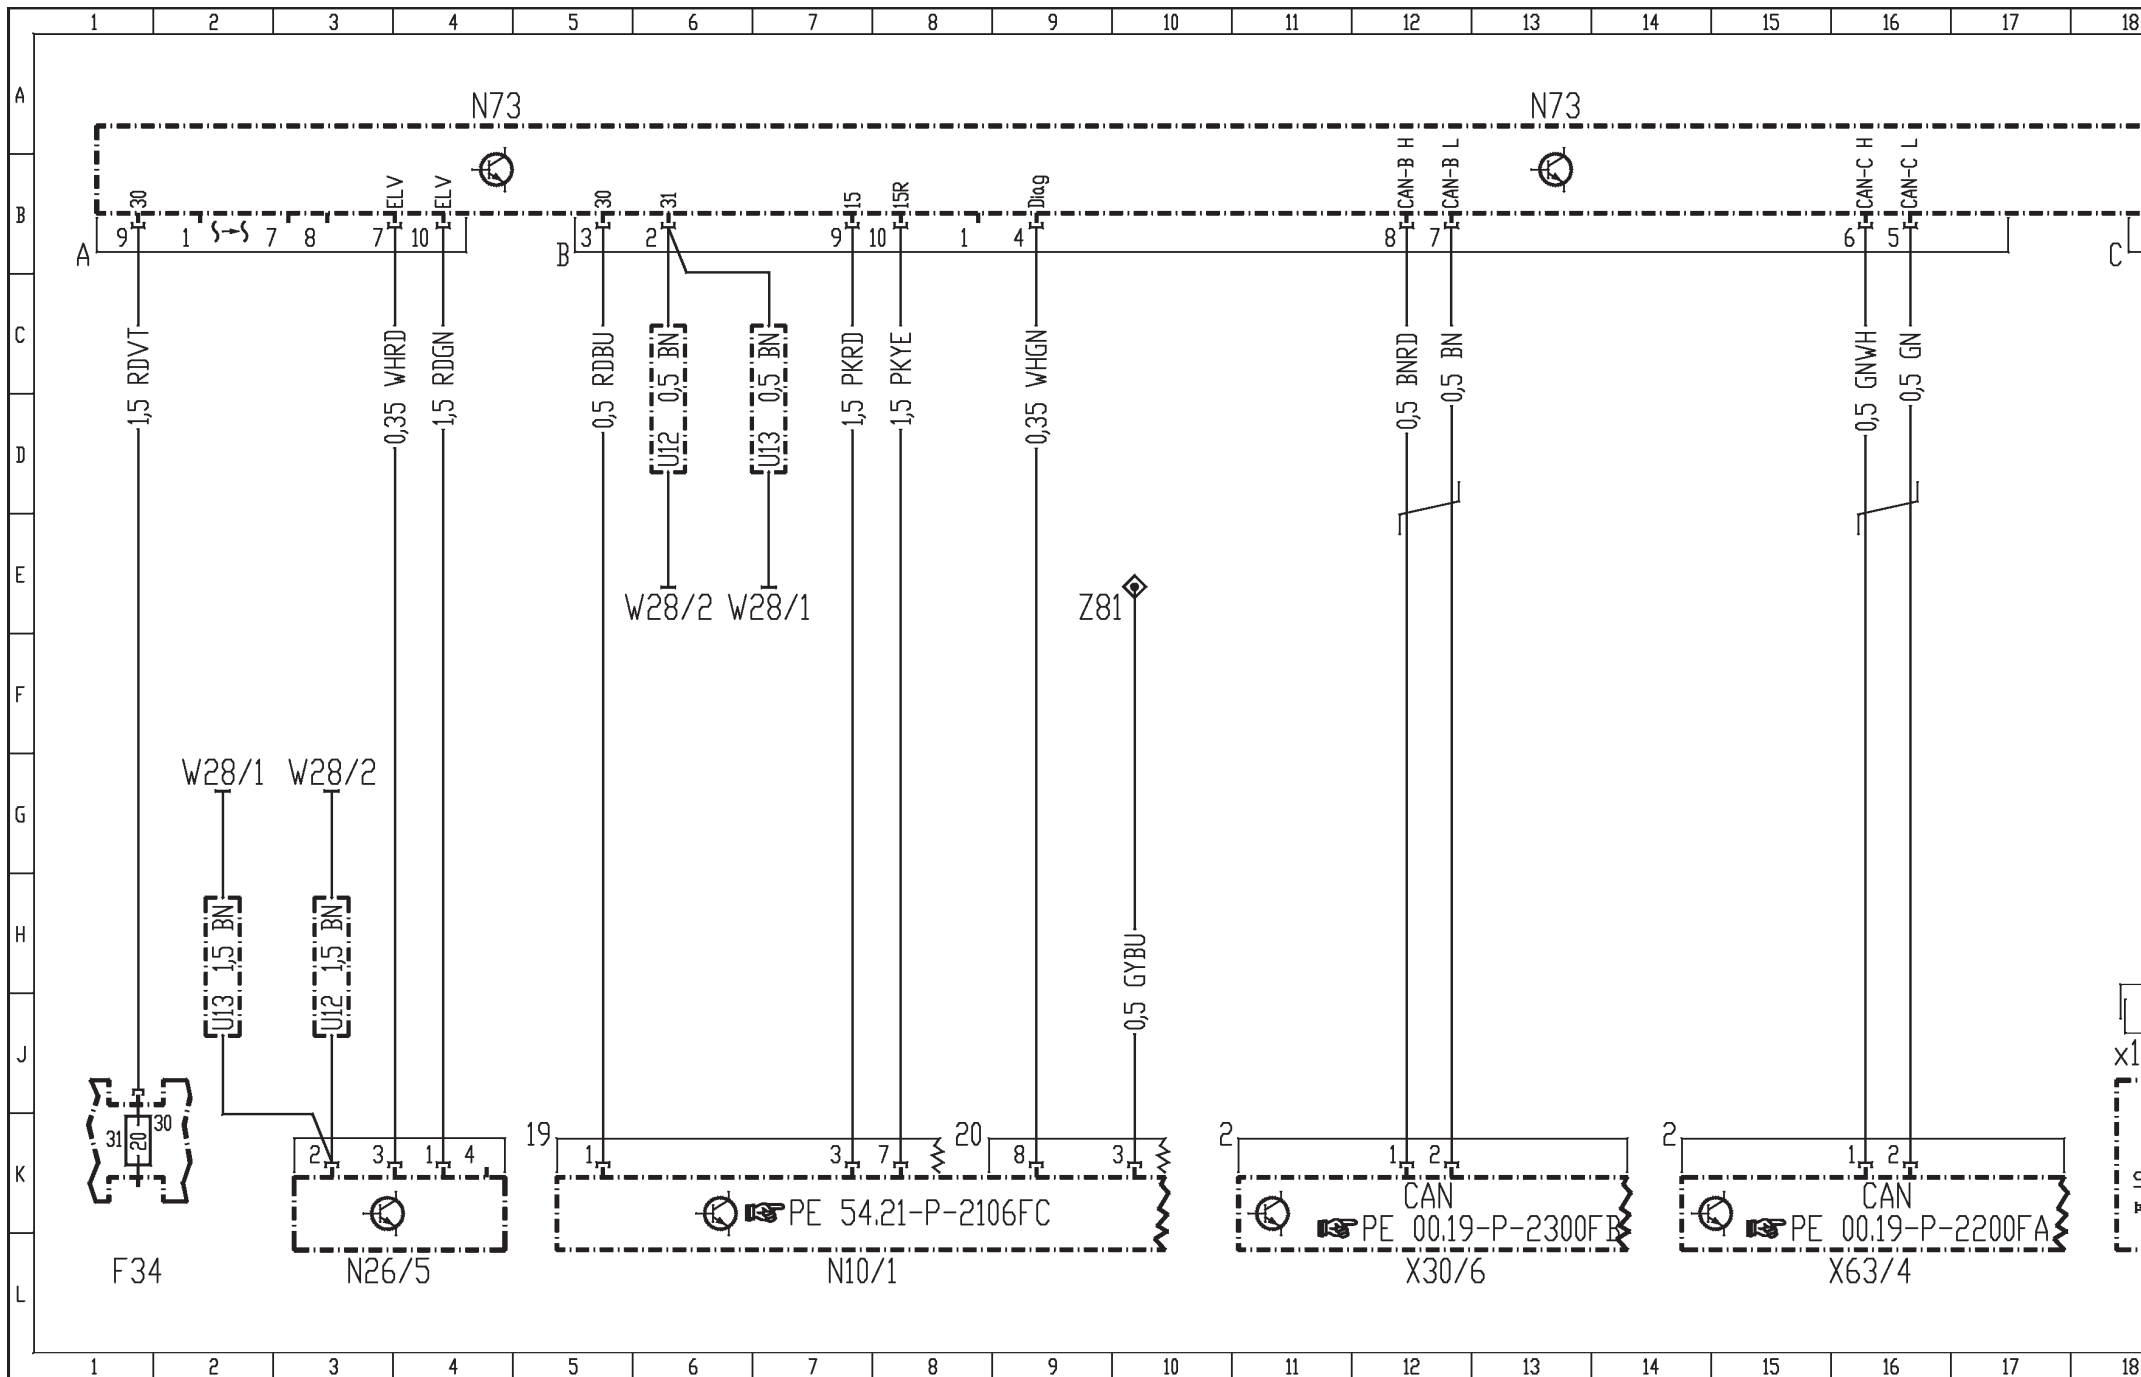 1 2 3 4 5 6 7 8 9 10 11 12 13 14 15 16 17 18
A
N73 N73
30 ELV ELV 30 31 15 15R Diag CAN-B H CAN-B L CAN-C H CAN-C L
B
9 1 7 8 7 10 3 2 9 10 1 4 8 7 6 5
A B C
C
1,5 RDVT
0,35 WHRD
1,5 RDGN
0,5 RDBU
U12 0,5 BN
U13 0,5 BN
1,5 PKRD
1,5 PKYE
0,35 WHGN
0,5 BNRD
0,5 BN
0,5 GNWH
0,5 GN
D
E
W28/2 W28/1 Z81
F
W28/1 W28/2
G
H
U13 1,5 BN
U12 1,5 BN
0,5 GYBU
J
x1
31 20 30
19 20 2 2
K
2 3 1 4 1 3 7 8 3 1 2 1 2
CAN CAN
PE 54.21-P-2106FC
PE 00.19-P-2300FB
PE 00.19-P-2200FA
F34 N26/5 N10/1 X30/6 X63/4
L
1 2 3 4 5 6 7 8 9 10 11 12 13 14 15 16 17 18